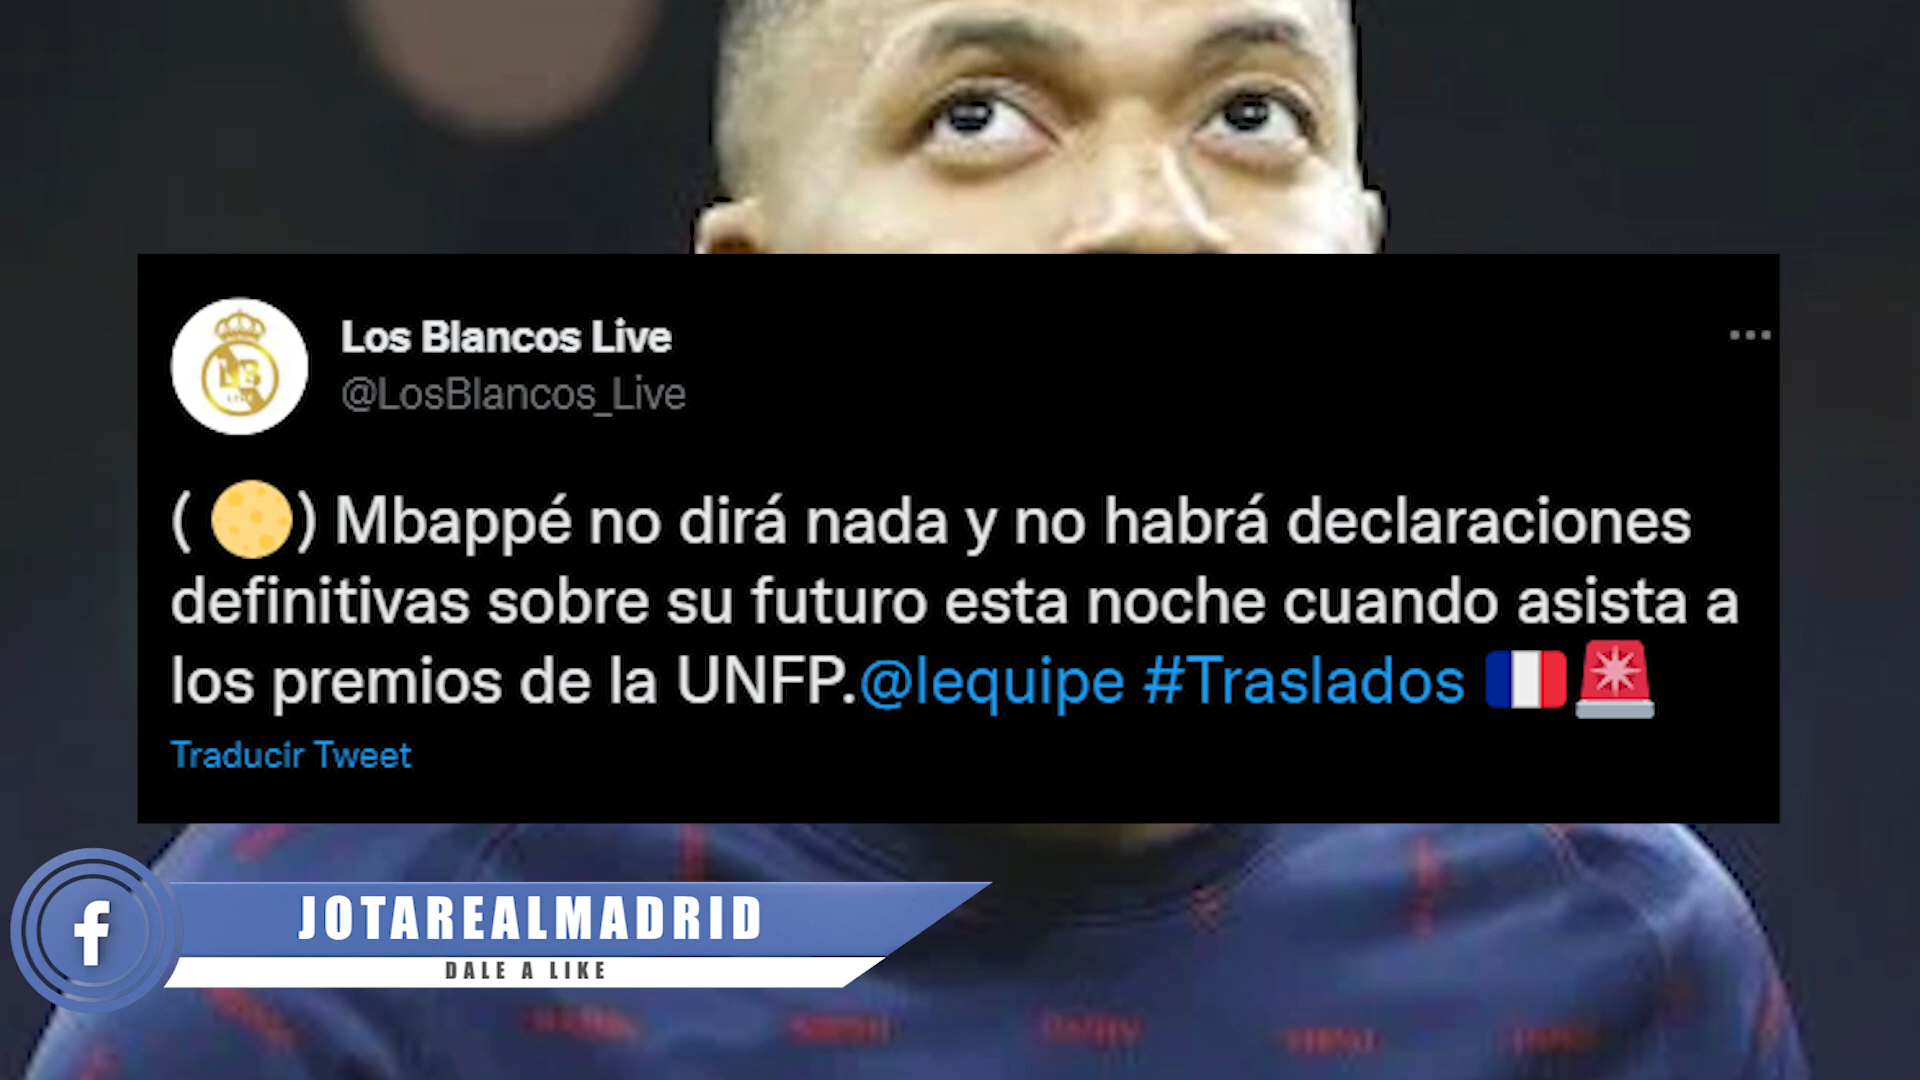 Los Blancos Live
@LosBlancos_Live
(🌕) Mbappé no dirá nada y no habrá declaraciones
definitivas sobre su futuro esta noche cuando asista a
los premios de la UNFP.@lequipe #Traslados 🇫🇷🚨
Traducir Tweet
JOTAREALMADRID
DALE A LIKE